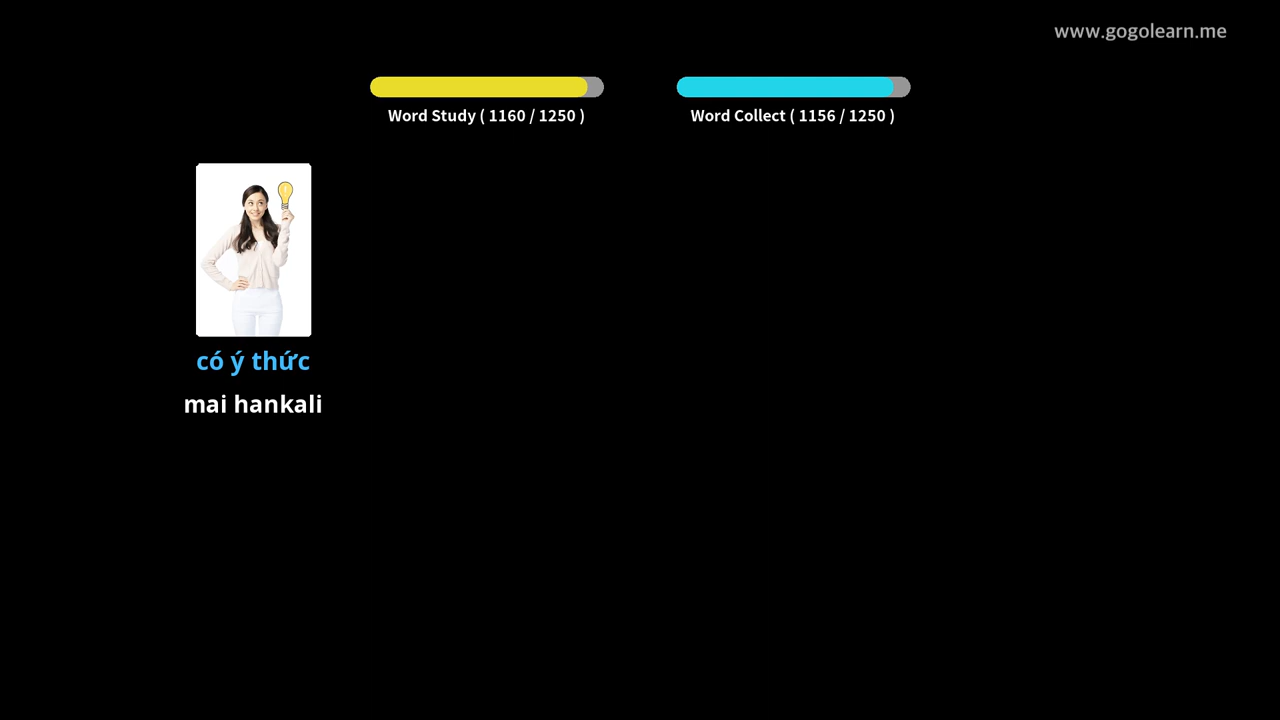 www.gogolearn.me
Word Study ( 1160 / 1250 )
Word Collect ( 1156 / 1250 )
có ý thức
mai hankali